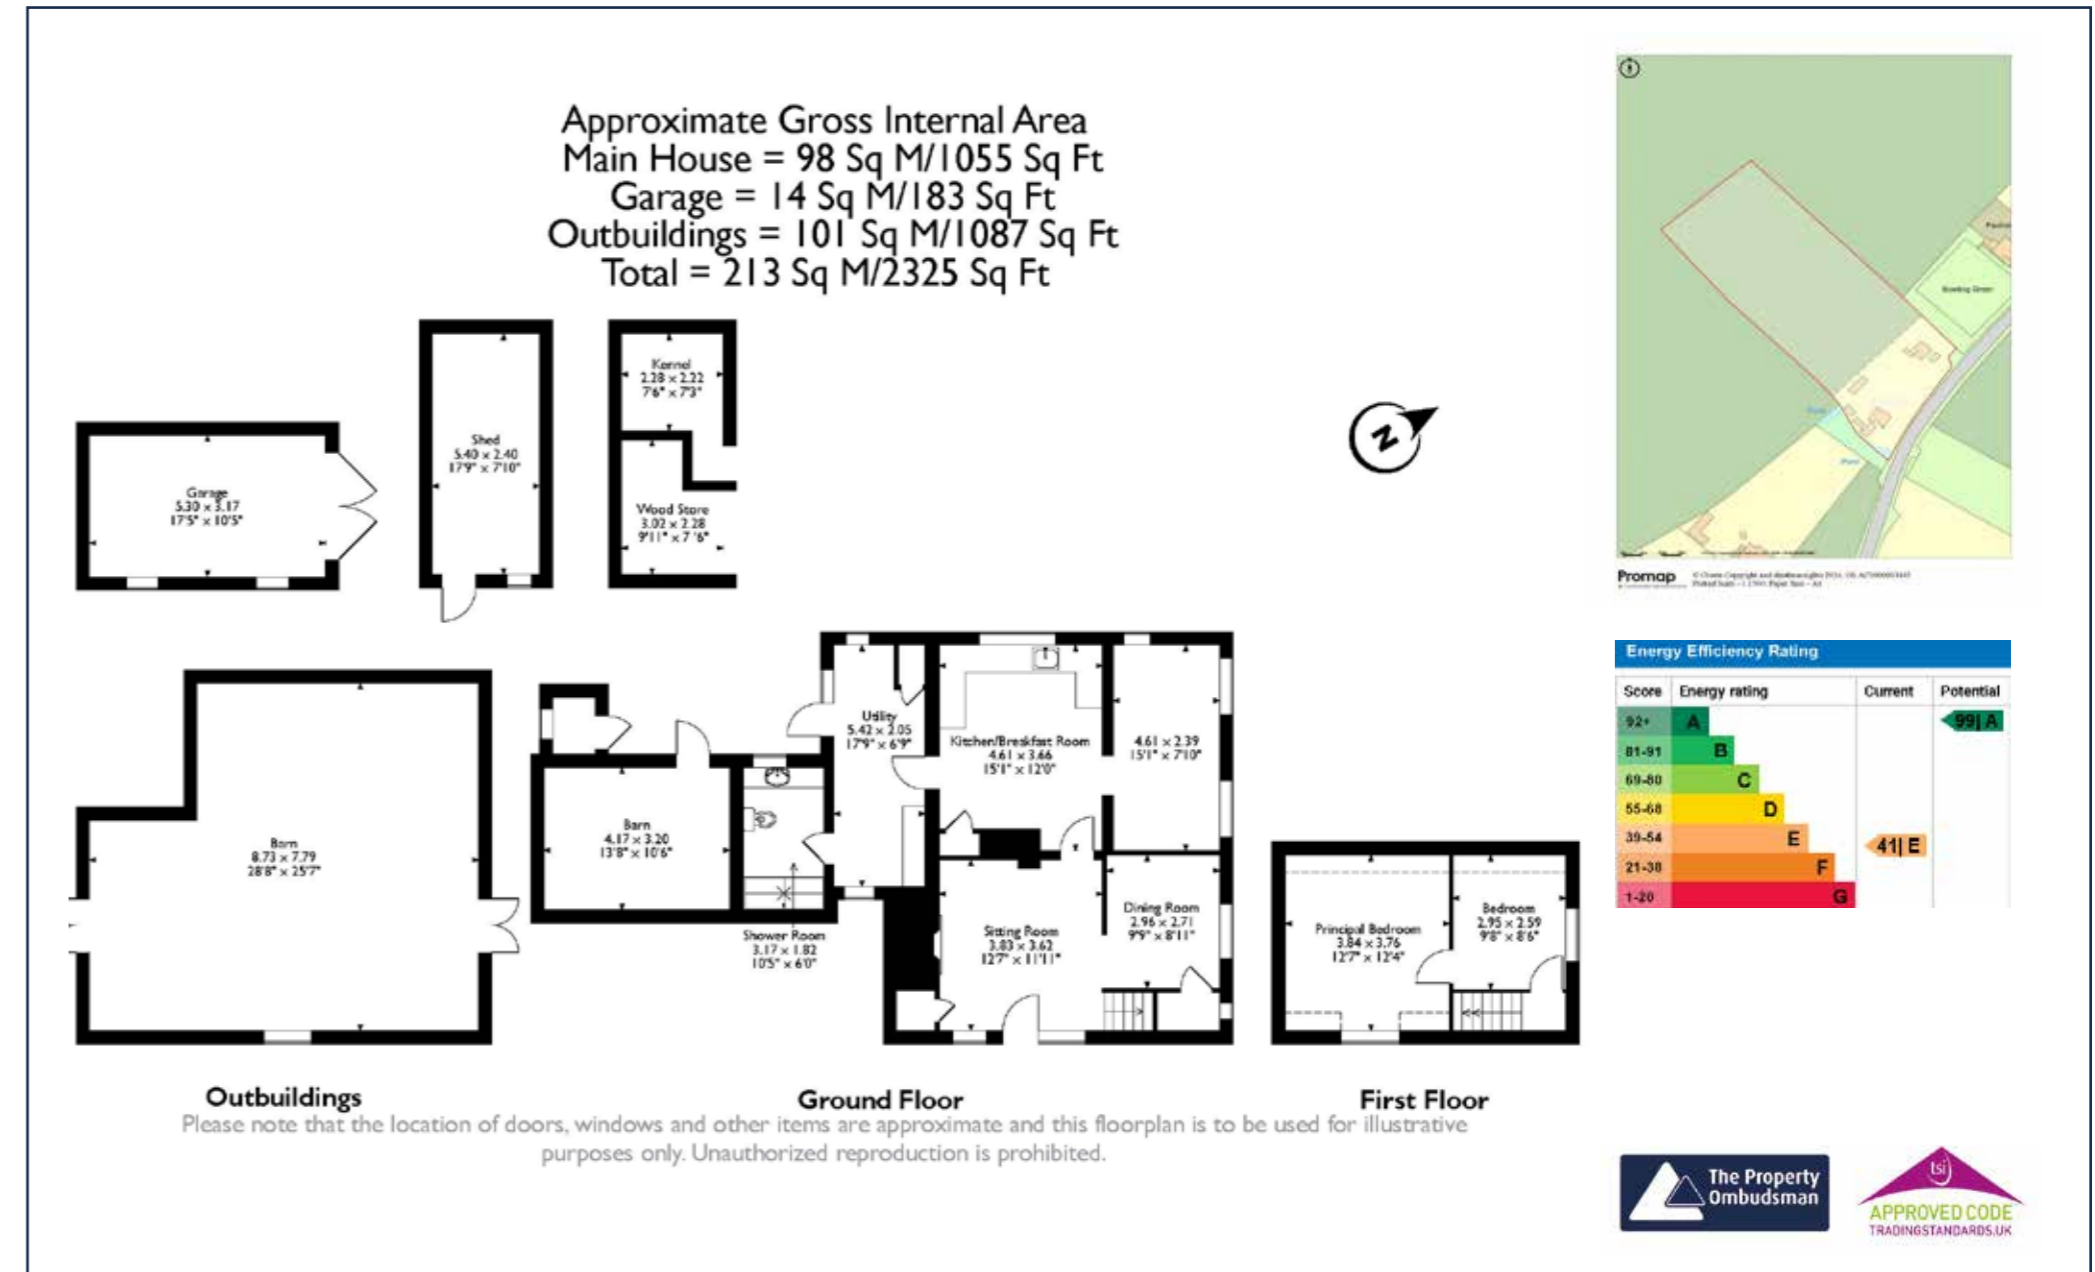 Approximate Gross Internal Area
Main House = 98 Sq M/1055 Sq Ft
Garage = 14 Sq M/183 Sq Ft
Outbuildings = 101 Sq M/1087 Sq Ft
Total = 213 Sq M/2325 Sq Ft
Garage
5.30 x 3.17
17'5" x 10'5"
Shed
5.40 x 2.40
17'9" x 7'10"
Kennel
2.28 x 2.22
7'6" x 7'3"
Wood Store
3.02 x 2.28
9'11" x 7'6"
N
Barn
8.73 x 7.79
28'8" x 25'7"
Barn
4.17 x 3.20
13'8" x 10'6"
Shower Room
3.17 x 1.82
10'5" x 6'0"
Utility
5.42 x 2.05
17'9" x 6'9"
Kitchen/Breakfast Room
4.61 x 3.66
15'1" x 12'0"
4.61 x 2.39
15'1" x 7'10"
Sitting Room
3.83 x 3.62
12'7" x 11'11"
Dining Room
2.96 x 2.71
9'9" x 8'11"
Principal Bedroom
3.84 x 3.76
12'7" x 12'4"
Bedroom
2.95 x 2.59
9'8" x 8'6"
Outbuildings
Ground Floor
First Floor
Please note that the location of doors, windows and other items are approximate and this floorplan is to be used for illustrative
purposes only. Unauthorized reproduction is prohibited.
Bowling Green
Promap
Energy Efficiency Rating
Score Energy rating Current Potential
92+ A 99| A
81-91 B
69-80 C
55-68 D
39-54 E 41| E
21-38 F
1-20 G
The Property
Ombudsman
tsi
APPROVED CODE
TRADINGSTANDARDS.UK